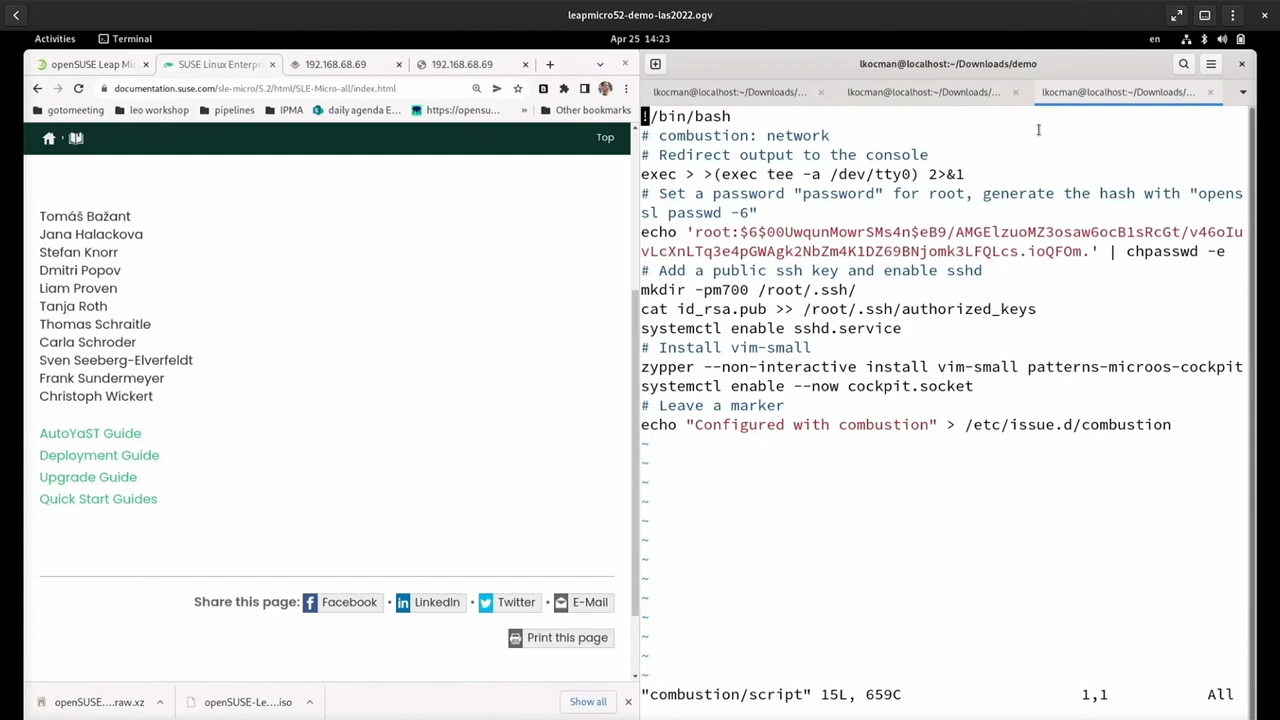 leapmicro52-demo-las2022.ogv
Activities
Terminal
Apr 25 14:23
en
openSUSE Leap Mi
SUSE Linux Enterpr
192.168.68.69
192.168.68.69
documentation.suse.com/sle-micro/5.2/html/SLE-Micro-all/index.html
gotomeeting
leo workshop
pipelines
IPMA
daily agenda E...
https://opensu...
» Other bookmarks
Top
Tomáš Bažant
Jana Halackova
Stefan Knorr
Dmitri Popov
Liam Proven
Tanja Roth
Thomas Schraitle
Carla Schroder
Sven Seeberg-Elverfeldt
Frank Sundermeyer
Christoph Wickert
AutoYaST Guide
Deployment Guide
Upgrade Guide
Quick Start Guides
Share this page: Facebook • LinkedIn • Twitter • E-Mail
Print this page
openSUSE....raw.xz
openSUSE-Le....iso
Show all
lkocman@localhost:~/Downloads/demo
lkocman@localhost:~/Downloads/...
lkocman@localhost:~/Downloads/...
lkocman@localhost:~/Downloads/...
!/bin/bash
# combustion: network
# Redirect output to the console
exec > >(exec tee -a /dev/tty0) 2>&1
# Set a password "password" for root, generate the hash with "opens
sl passwd -6"
echo 'root:$6$00UwqunMowrSMs4n$eB9/AMGElzuoMZ3osaw6ocB1sRcGt/v46oIu
vLcXnLTq3e4pGWAgk2NbZm4K1DZ69BNjomk3LFQLcs.ioQFOm.' | chpasswd -e
# Add a public ssh key and enable sshd
mkdir -pm700 /root/.ssh/
cat id_rsa.pub >> /root/.ssh/authorized_keys
systemctl enable sshd.service
# Install vim-small
zypper --non-interactive install vim-small patterns-microos-cockpit
systemctl enable --now cockpit.socket
# Leave a marker
echo "Configured with combustion" > /etc/issue.d/combustion
~
~
~
~
~
~
~
~
~
~
~
~
"combustion/script" 15L, 659C 1,1 All